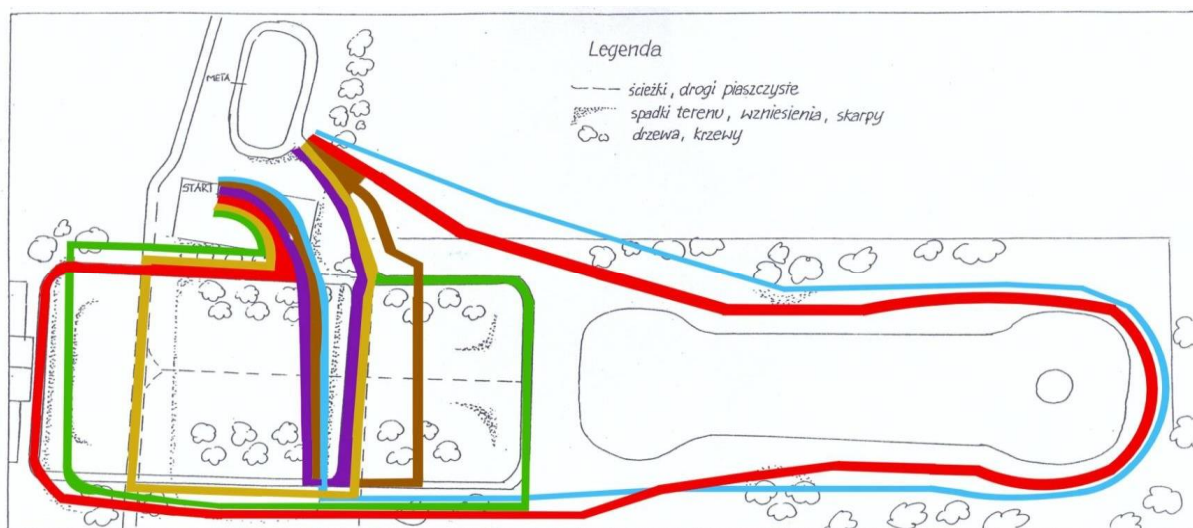 META
START
Legenda
ścieżki, drogi piaszczyste
spadki terenu, wzniesienia, skarpy
drzewa, krzewy